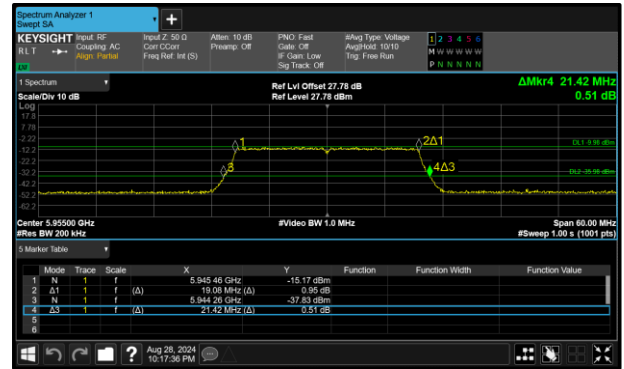 Spectrum Analyzer 1
Swept SA
+
KEYSIGHT Input: RF Input Z: 50 Ω Atten: 10 dB PNO: Fast #Avg Type: Voltage 1 2 3 4 5 6
RLT Coupling: AC Corr CCorr Preamp: Off Gate: Off Avg|Hold: 10/10 M W W W W W
Align: Partial Freq Ref: Int (S) IF Gain: Low Trig: Free Run
Sig Track: Off P N N N N N
1 Spectrum Ref Lvl Offset 27.78 dB ΔMkr4 21.42 MHz
Scale/Div 10 dB Ref Level 27.78 dBm 0.51 dB
Log
17.8
7.78
-2.22 1 2Δ1 DL1 -9.98 dBm
-12.2
-22.2 3 4Δ3
-32.2 DL2 -35.98 dBm
-42.2
-52.2
-62.2
Center 5.95500 GHz #Video BW 1.0 MHz Span 60.00 MHz
#Res BW 200 kHz #Sweep 1.00 s (1001 pts)
5 Marker Table
Mode Trace Scale X Y Function Function Width Function Value
1 N 1 f 5.945 46 GHz -15.17 dBm
2 Δ1 1 f (Δ) 19.08 MHz (Δ) 0.95 dB
3 N 1 f 5.944 26 GHz -37.83 dBm
4 Δ3 1 f (Δ) 21.42 MHz (Δ) 0.51 dB
5
6
? Aug 28, 2024
10:17:36 PM